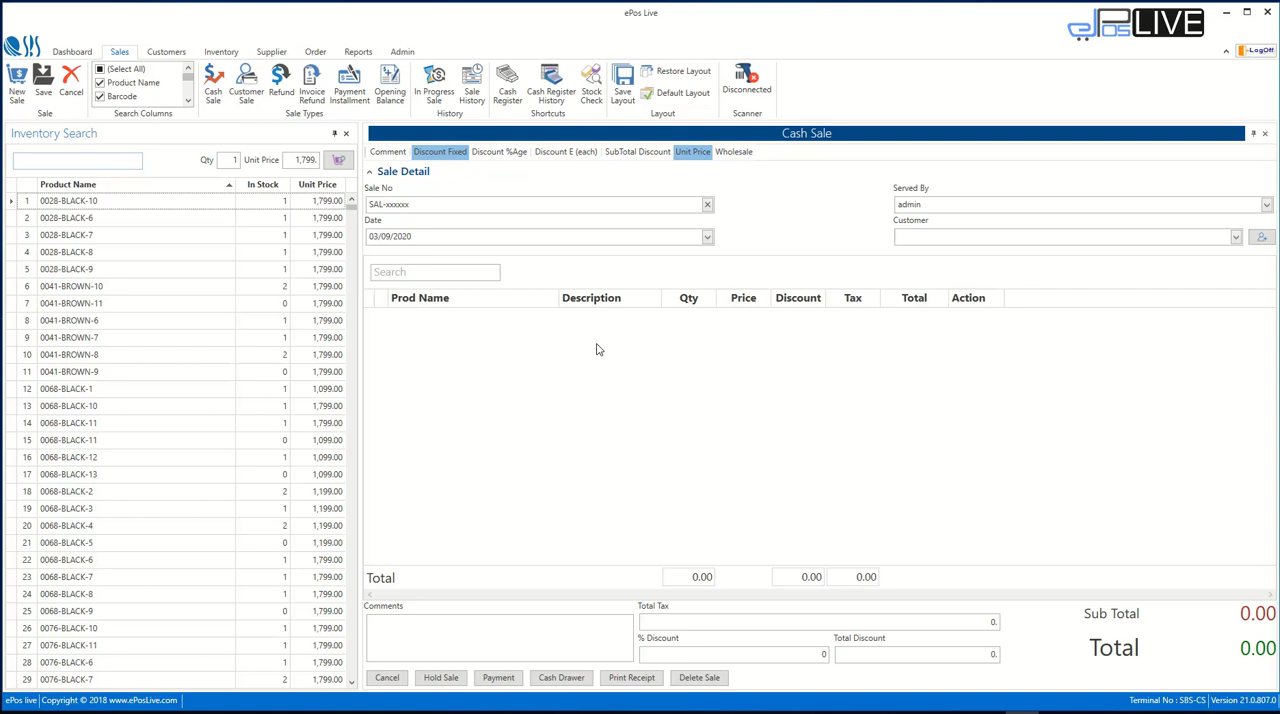 ePos Live
ePosLIVE
SBS Dashboard Sales Customers Inventory Supplier Order Reports Admin
LogOff
(Select All)
Product Name
Barcode
New Sale Save Cancel
Cash Sale Customer Sale Refund Invoice Refund Payment Installment Opening Balance
In Progress Sale Sale History
Cash Register Cash Register History Stock Check
Save Layout Restore Layout Default Layout
Disconnected
Sale Search Columns Sale Types History Shortcuts Layout Scanner
Inventory Search
Qty 1 Unit Price 1,799.
Product Name In Stock Unit Price
1 0028-BLACK-10 1 1,799.00
2 0028-BLACK-6 1 1,799.00
3 0028-BLACK-7 1 1,799.00
4 0028-BLACK-8 1 1,799.00
5 0028-BLACK-9 1 1,799.00
6 0041-BROWN-10 2 1,799.00
7 0041-BROWN-11 0 1,799.00
8 0041-BROWN-6 1 1,799.00
9 0041-BROWN-7 1 1,799.00
10 0041-BROWN-8 2 1,799.00
11 0041-BROWN-9 0 1,799.00
12 0068-BLACK-1 1 1,099.00
13 0068-BLACK-10 1 1,799.00
14 0068-BLACK-11 1 1,799.00
15 0068-BLACK-11 0 1,099.00
16 0068-BLACK-12 1 1,099.00
17 0068-BLACK-13 0 1,099.00
18 0068-BLACK-2 2 1,199.00
19 0068-BLACK-3 1 1,199.00
20 0068-BLACK-4 2 1,199.00
21 0068-BLACK-5 0 1,199.00
22 0068-BLACK-6 1 1,799.00
23 0068-BLACK-7 1 1,799.00
24 0068-BLACK-8 1 1,799.00
25 0068-BLACK-9 0 1,799.00
26 0076-BLACK-10 1 1,799.00
27 0076-BLACK-11 1 1,799.00
28 0076-BLACK-6 1 1,799.00
29 0076-BLACK-7 2 1,799.00
Cash Sale
Comment Discount Fixed Discount %Age Discount E (each) SubTotal Discount Unit Price Wholesale
Sale Detail
Sale No Served By
SAL-xxxxxx admin
Date Customer
03/09/2020
Search
Prod Name Description Qty Price Discount Tax Total Action
Total 0.00 0.00 0.00
Comments Total Tax
0.
% Discount Total Discount
0 0.
Sub Total 0.00
Total 0.00
Cancel Hold Sale Payment Cash Drawer Print Receipt Delete Sale
ePos live Copyright © 2018 www.ePosLive.com Terminal No : SBS-CS Version 21.0.807.0